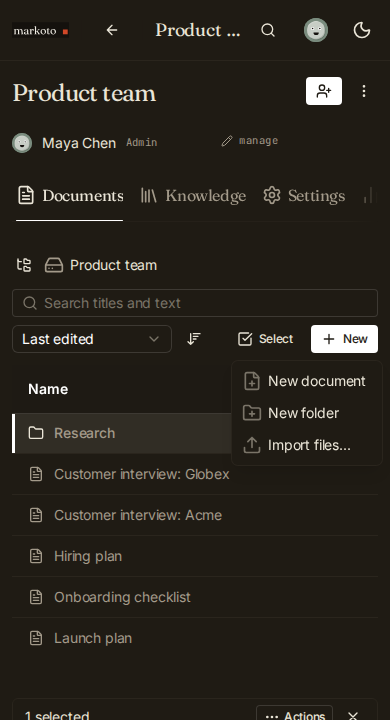 markoto
Product ...
Product team
Maya Chen Admin
manage
Documents Knowledge Settings
Product team
Search titles and text
Last edited Select New
New document
New folder
Import files...
Name
Research
Customer interview: Globex
Customer interview: Acme
Hiring plan
Onboarding checklist
Launch plan
1 selected Actions